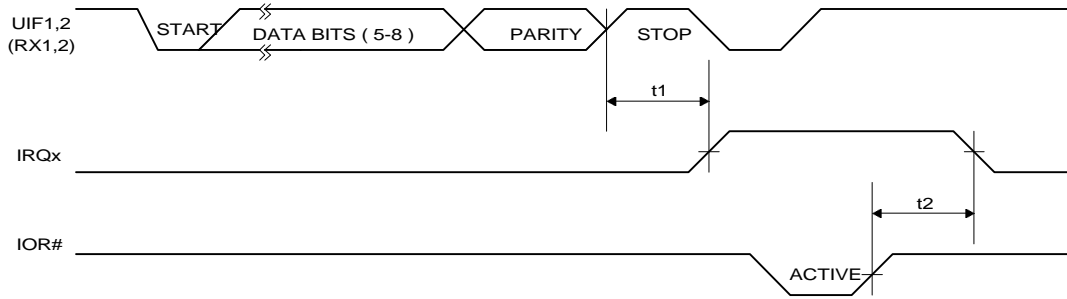 UIF1,2
(RX1,2)
START
DATA BITS ( 5-8 )
PARITY
STOP
t1
IRQx
t2
IOR#
ACTIVE